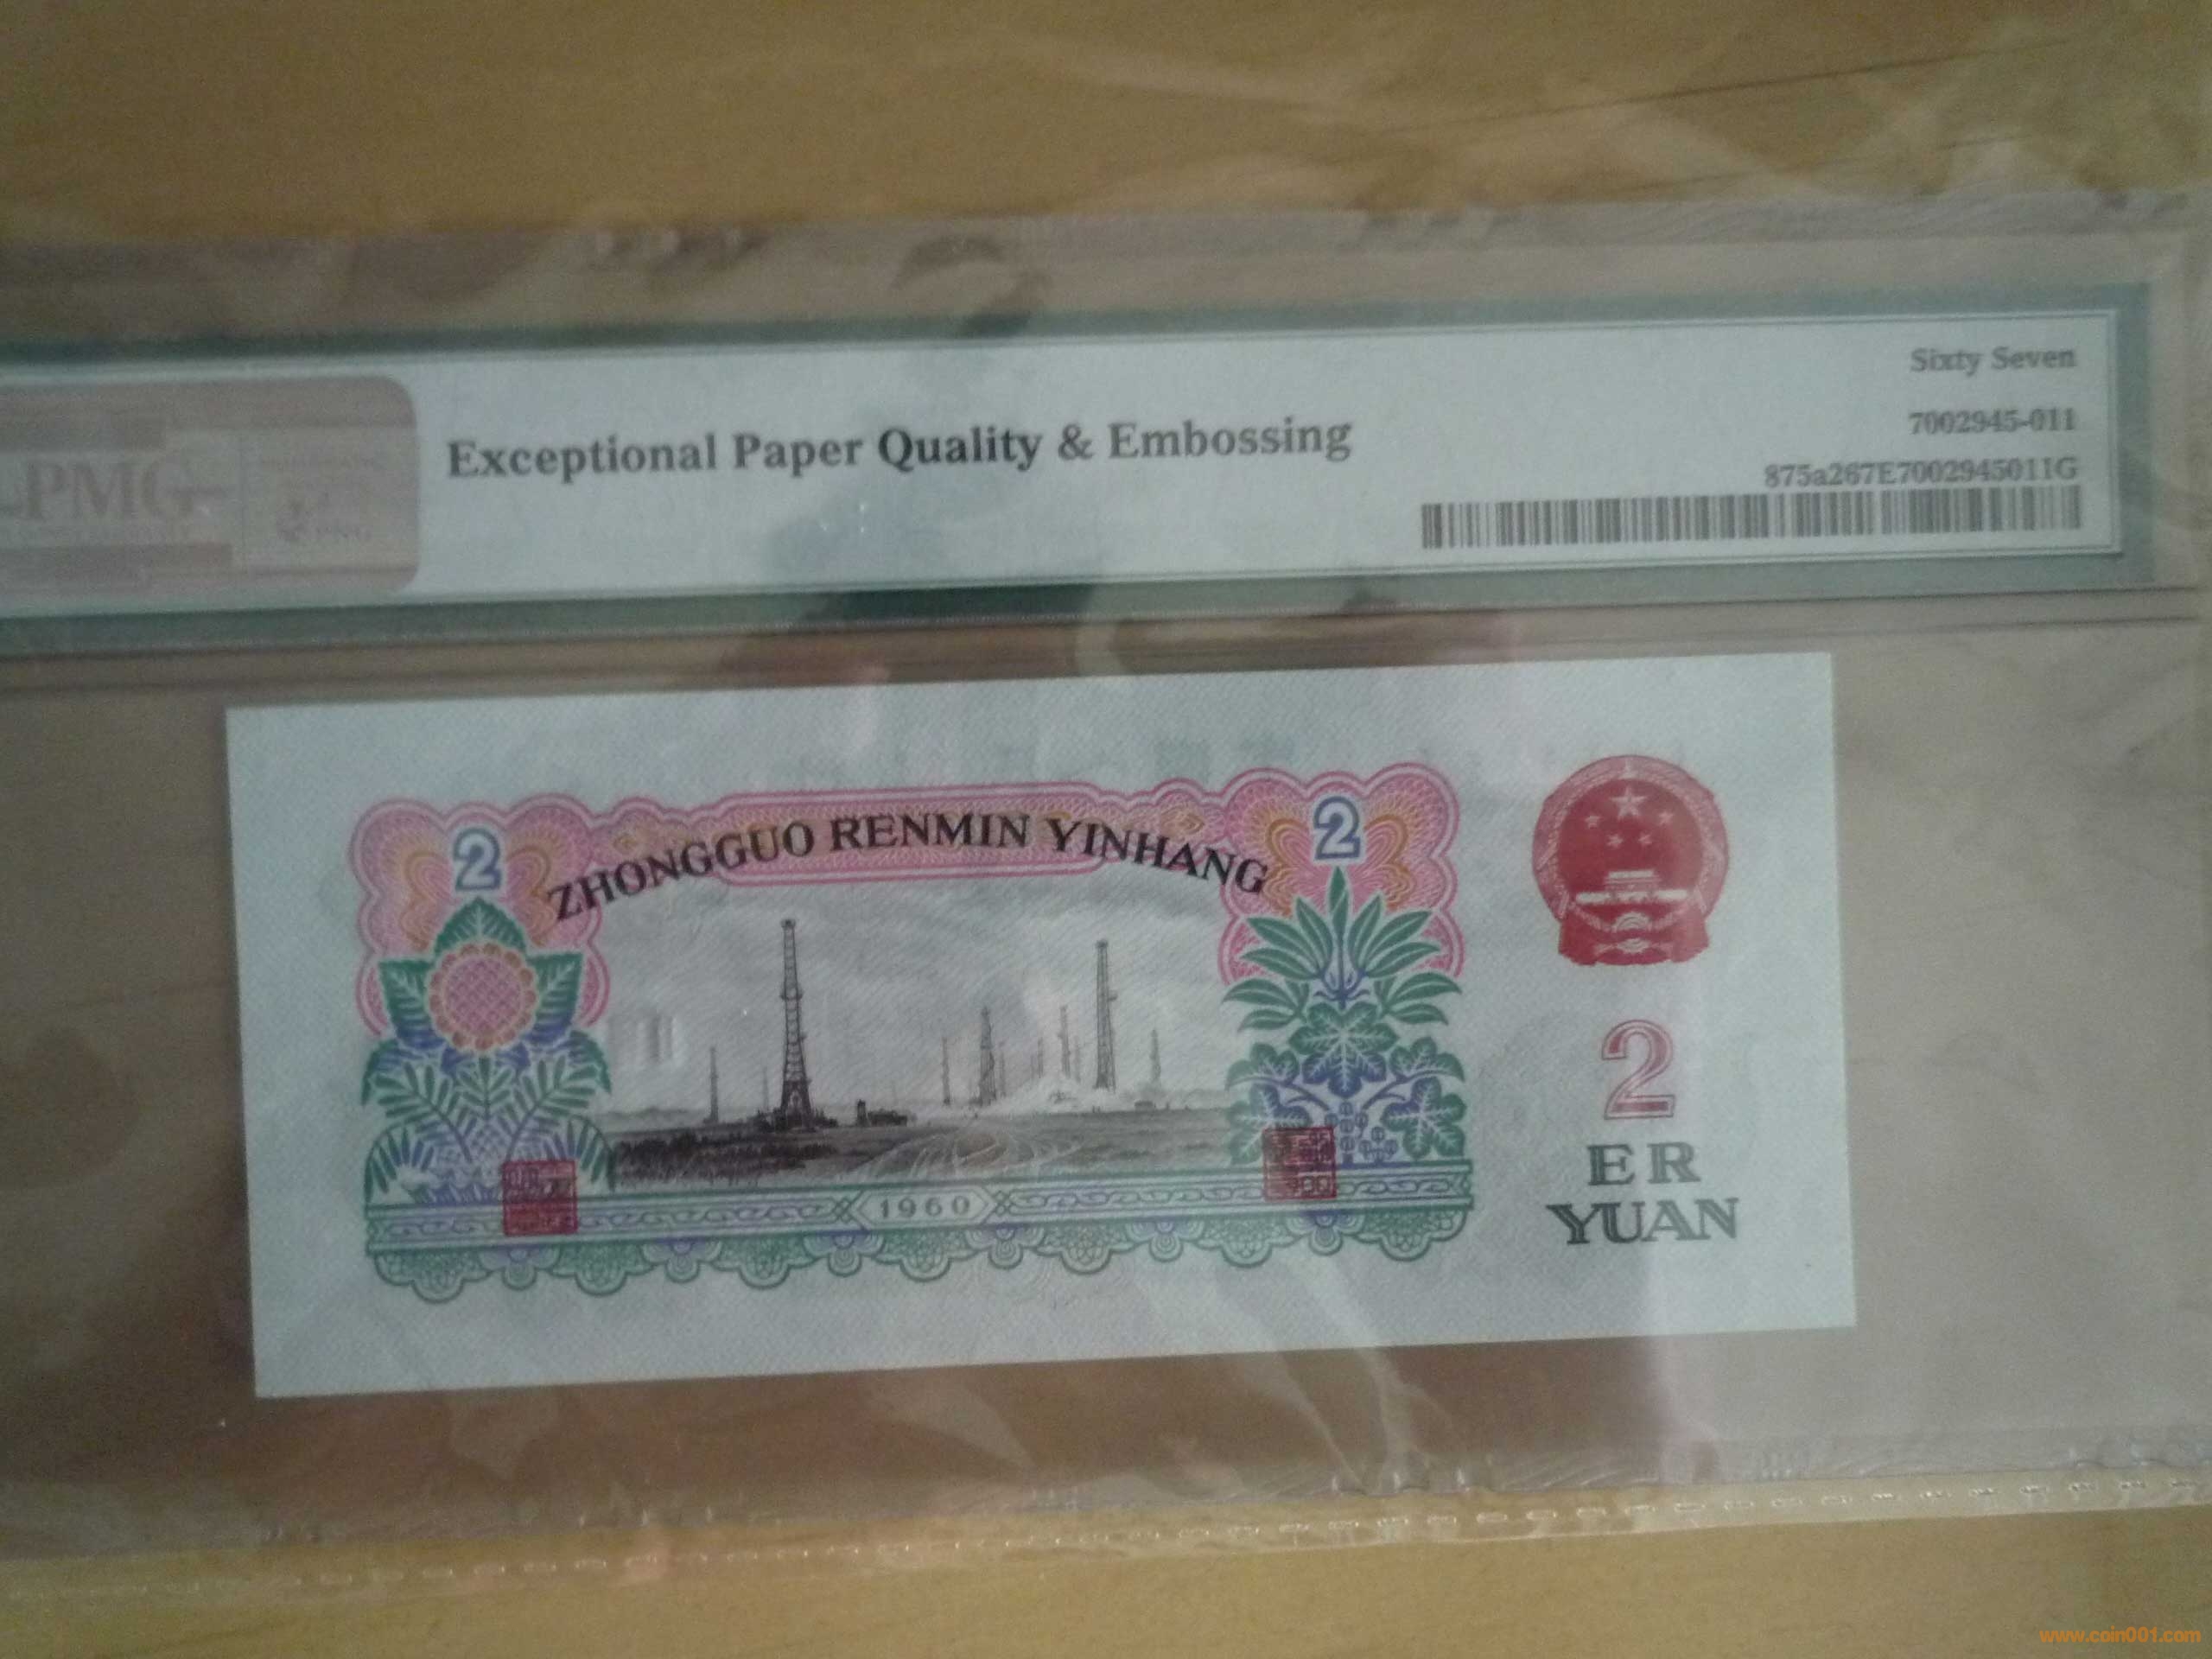 Sixty Seven
7002945-011
PMG
Exceptional Paper Quality & Embossing
875a267E7002945011G
2
2
ZHONGGUO RENMIN YINHANG
2
ER
YUAN
1960
www.coin001.com